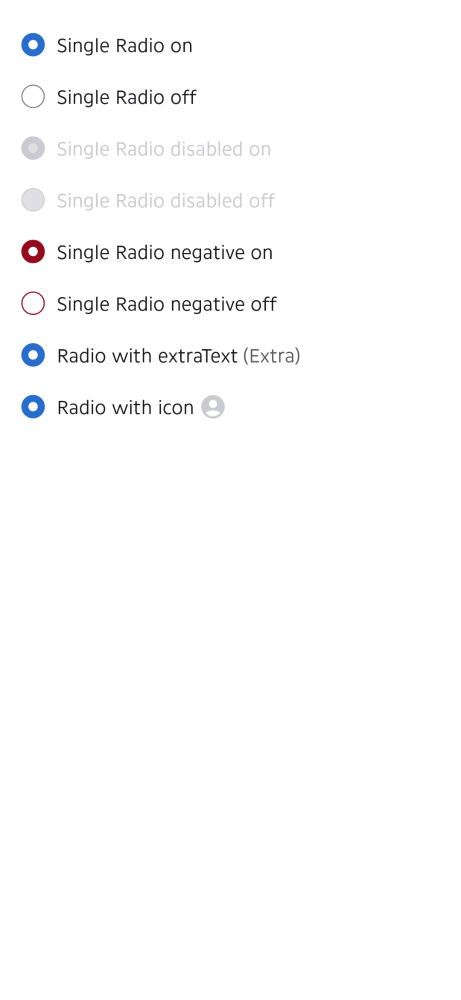 Single Radio on
Single Radio off
Single Radio disabled on
Single Radio disabled off
Single Radio negative on
Single Radio negative off
Radio with extraText (Extra)
Radio with icon